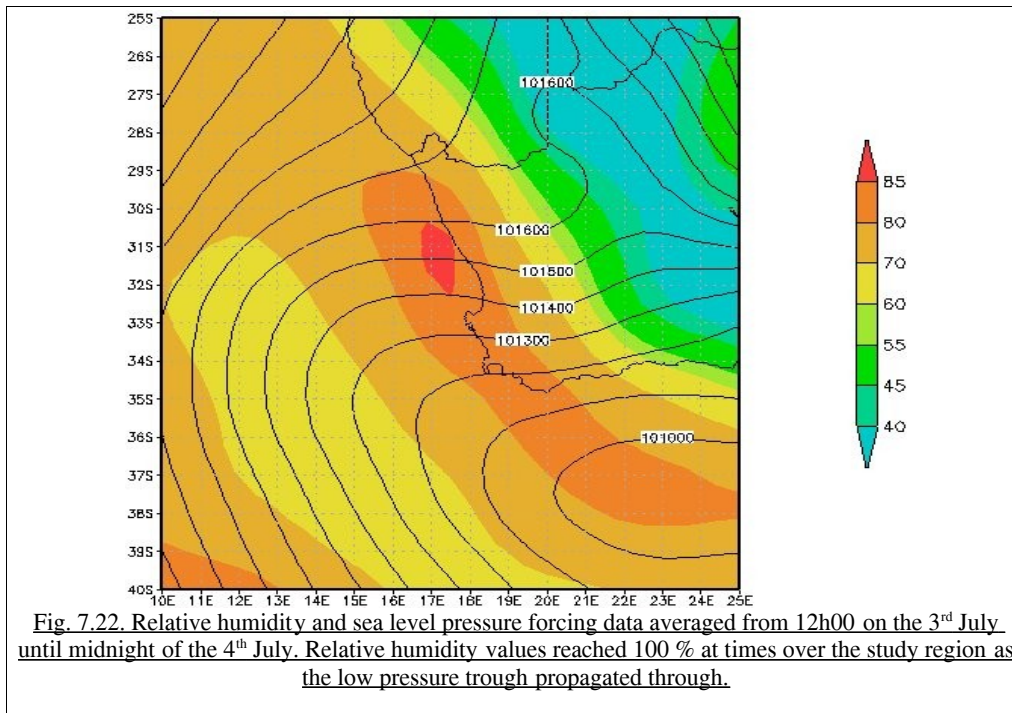 25S
26S
27S
28S
29S
30S
31S
32S
33S
34S
35S
36S
37S
38S
39S
40S
10E 11E 12E 13E 14E 15E 16E 17E 18E 19E 20E 21E 22E 23E 24E 25E
101600
101600
101500
101400
101300
101000
85
80
70
60
55
45
40
Fig. 7.22. Relative humidity and sea level pressure forcing data averaged from 12h00 on the 3rd July
until midnight of the 4th July. Relative humidity values reached 100 % at times over the study region as
the low pressure trough propagated through.